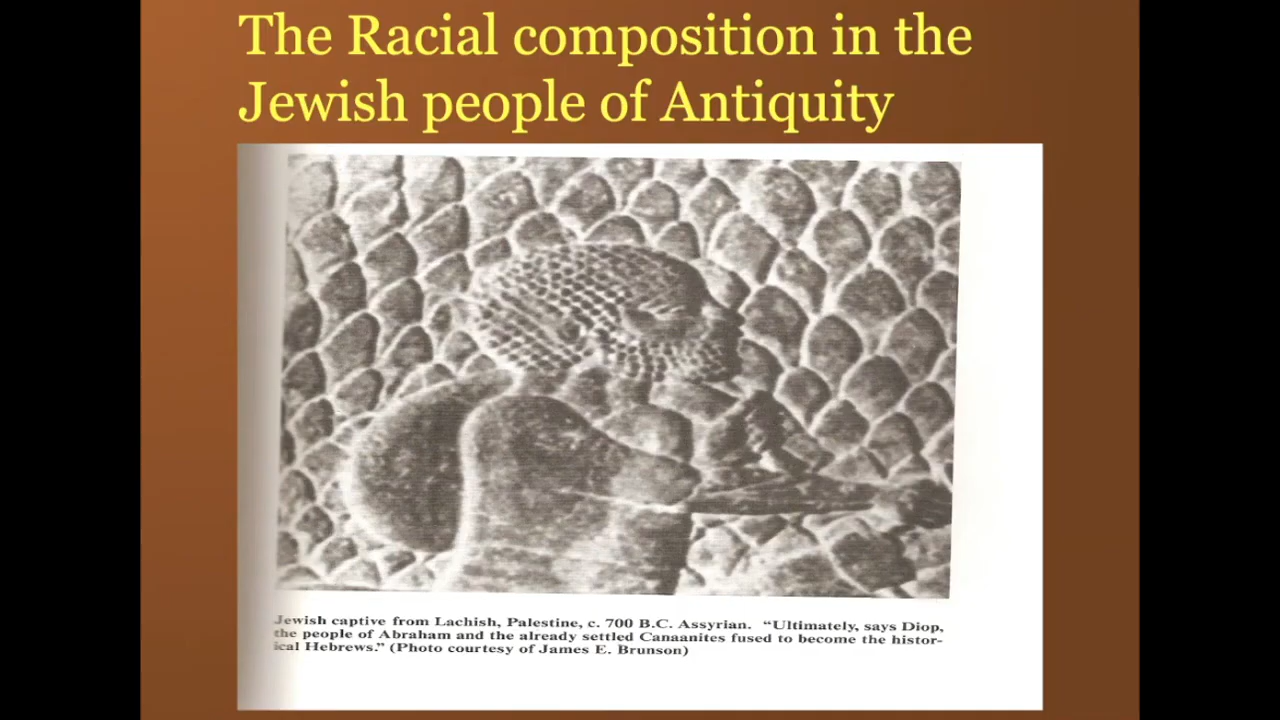 The Racial composition in the
Jewish people of Antiquity
Jewish captive from Lachish, Palestine, c. 700 B.C. Assyrian. “Ultimately, says Diop,
the people of Abraham and the already settled Canaanites fused to become the histor-
ical Hebrews.” (Photo courtesy of James E. Brunson)